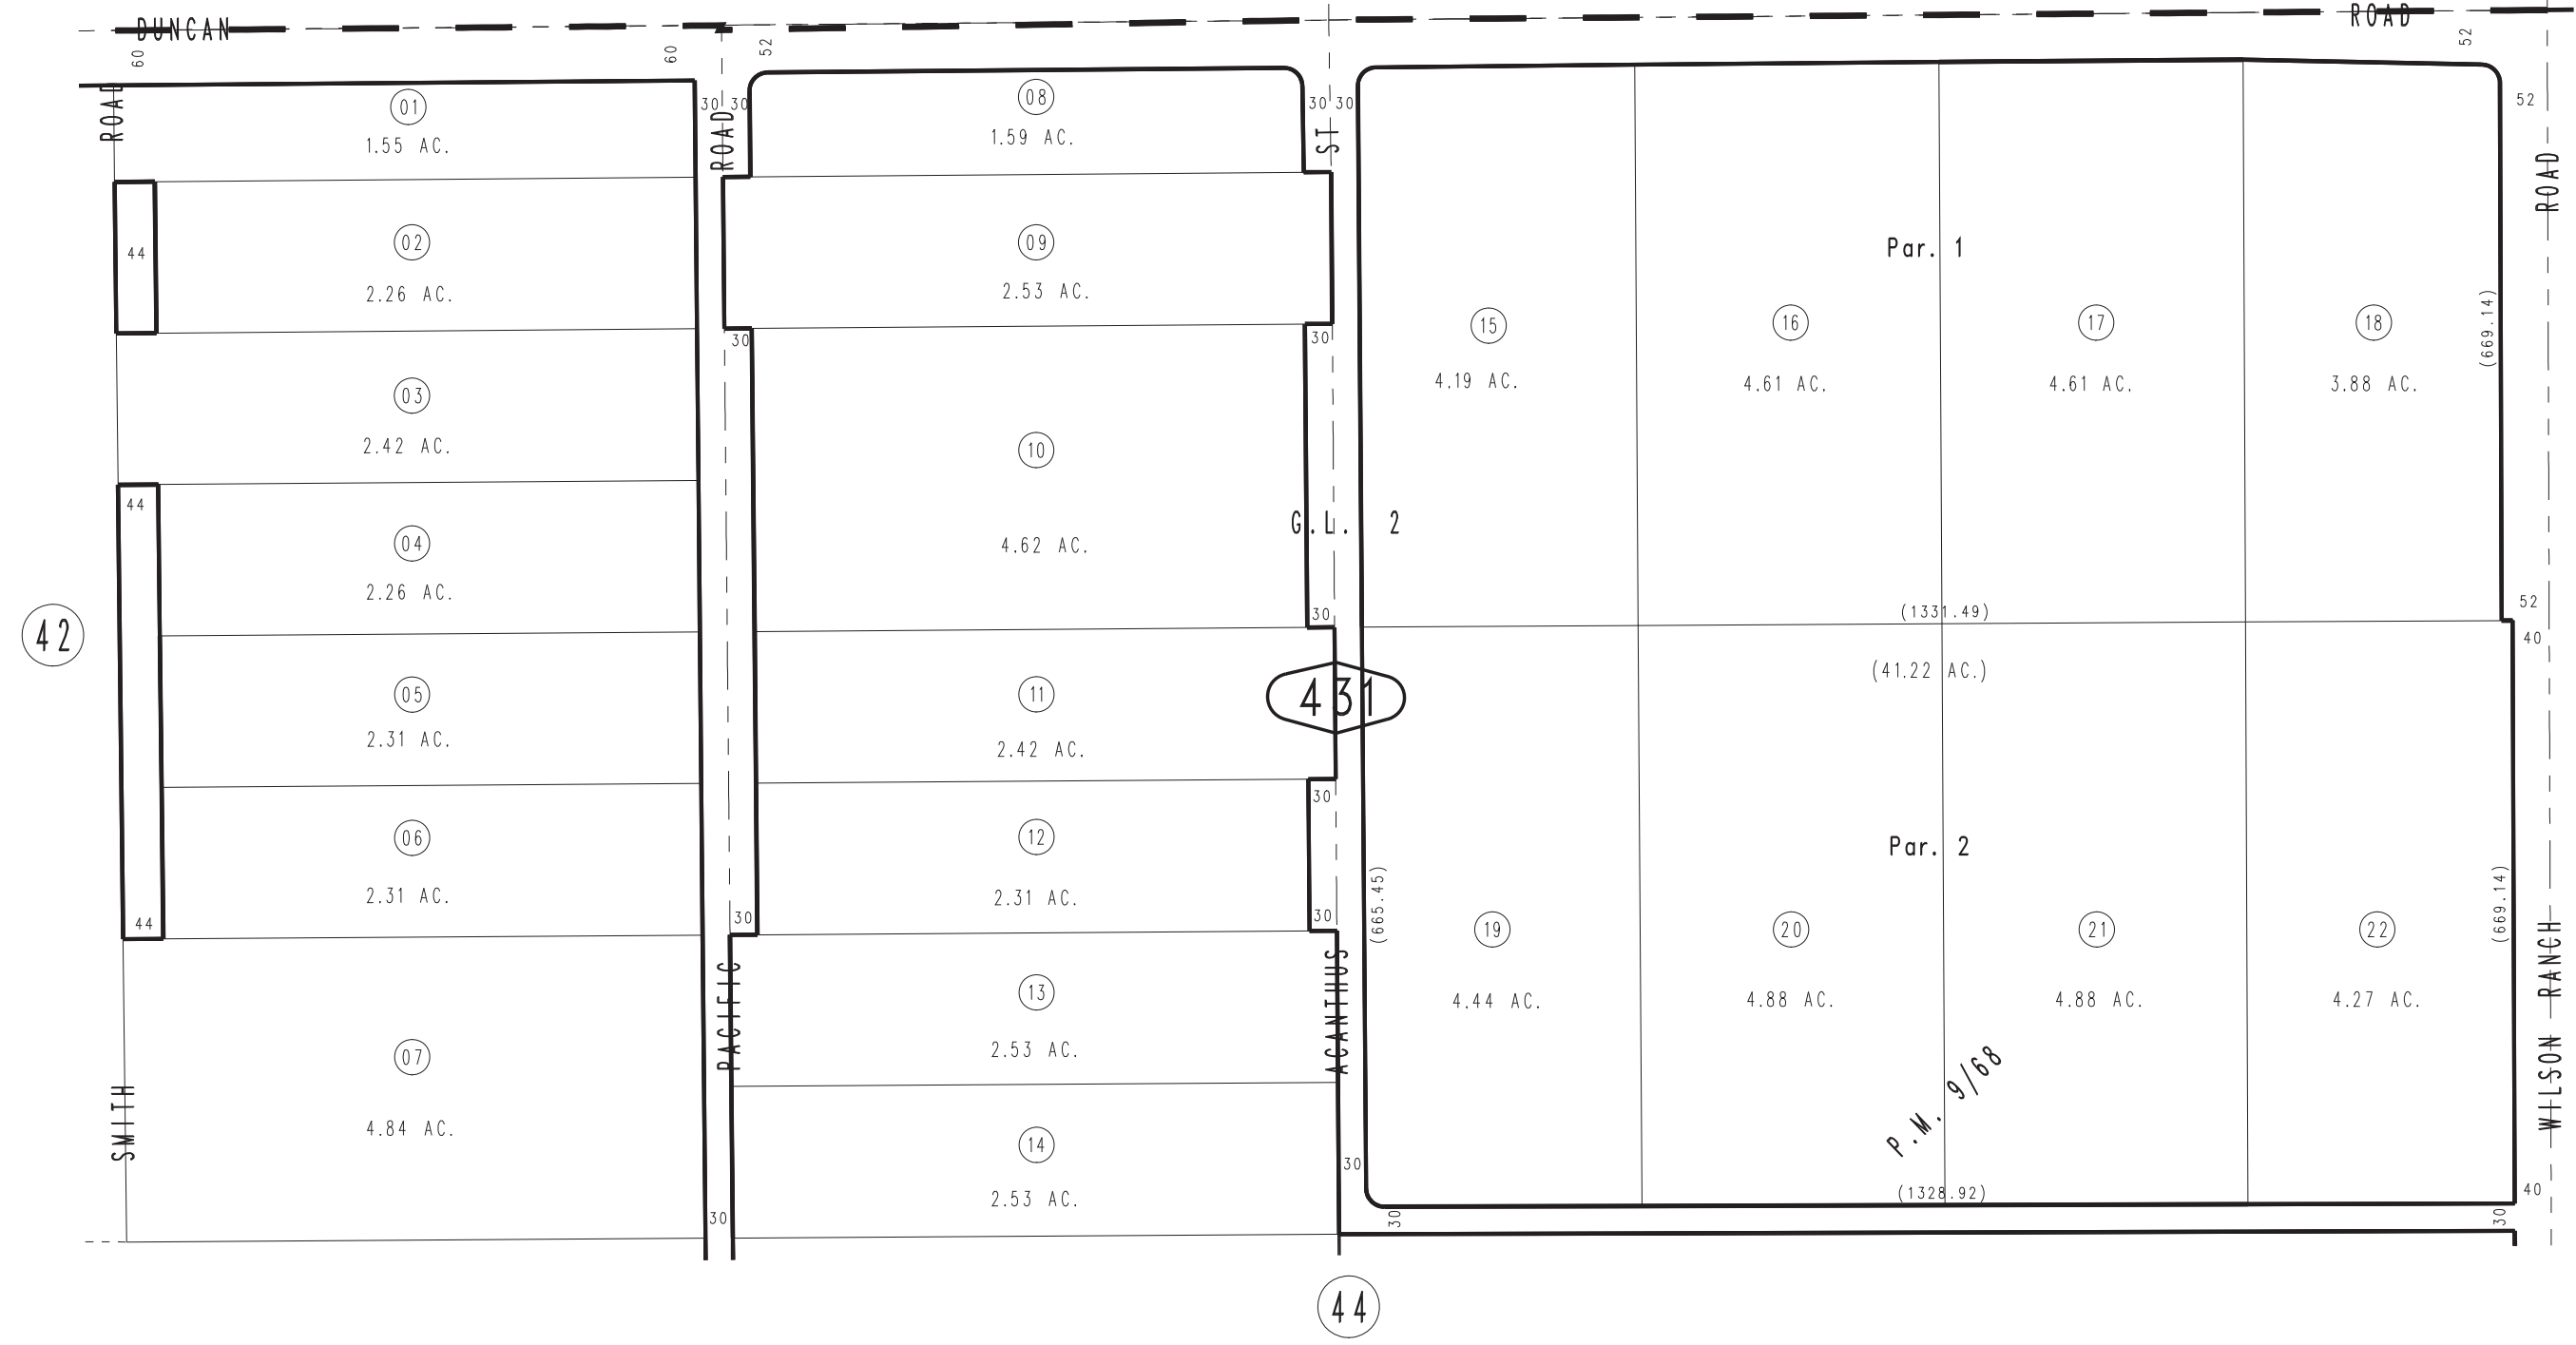 DUNCAN
ROAD
60
60
52
52
ROAD
01
1.55 AC.
30 30
ROAD
08
1.59 AC.
30 30
ST
52
ROAD
44
02
2.26 AC.
09
2.53 AC.
Par. 1
30
30
15
4.19 AC.
16
4.61 AC.
17
4.61 AC.
18
3.88 AC.
(669.14)
03
2.42 AC.
10
4.62 AC.
44
G.L. 2
04
2.26 AC.
30
(1331.49)
52
40
42
05
2.31 AC.
11
2.42 AC.
431
(41.22 AC.)
30
06
2.31 AC.
12
2.31 AC.
Par. 2
44
30
30
(665.45)
19
4.44 AC.
20
4.88 AC.
21
4.88 AC.
22
4.27 AC.
(669.14)
PACIFIC
13
2.53 AC.
ACANTHUS
WILSON RANCH
SMITH
07
4.84 AC.
P.M. 9/68
14
2.53 AC.
30
30
(1328.92)
40
30
30
44